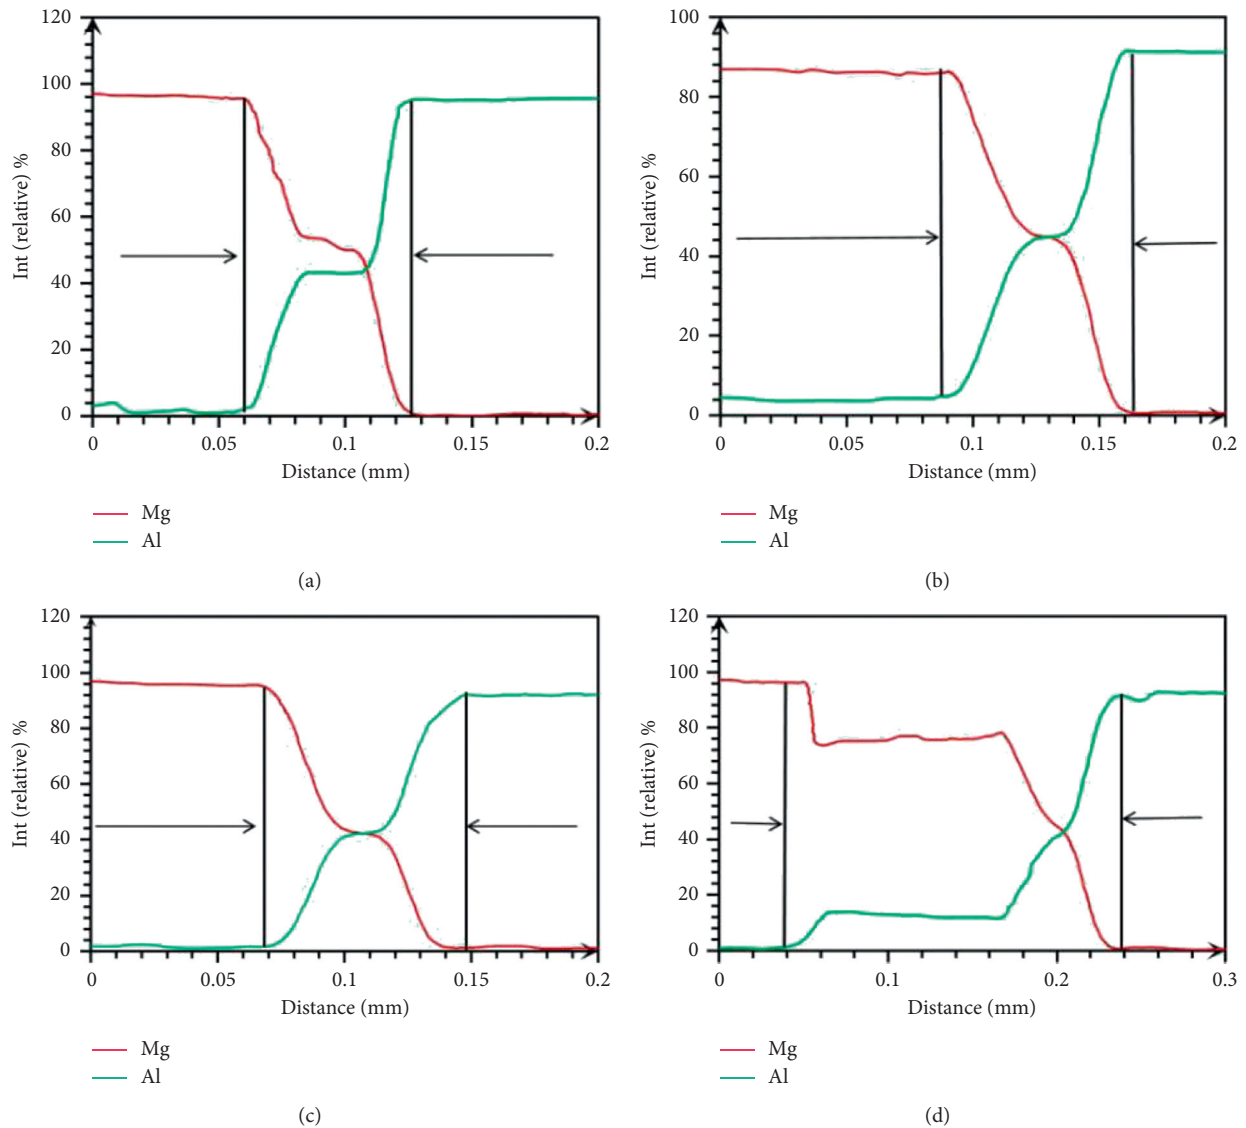 120
100
80
60
40
20
0
Int (relative) %
0 0.05 0.1 0.15 0.2
Distance (mm)
Mg
Al
(a)
100
80
60
40
20
0
Int (relative) %
0 0.05 0.1 0.15 0.2
Distance (mm)
Mg
Al
(b)
120
100
80
60
40
20
0
Int (relative) %
0 0.05 0.1 0.15 0.2
Distance (mm)
Mg
Al
(c)
120
100
80
60
40
20
0
Int (relative) %
0 0.1 0.2 0.3
Distance (mm)
Mg
Al
(d)